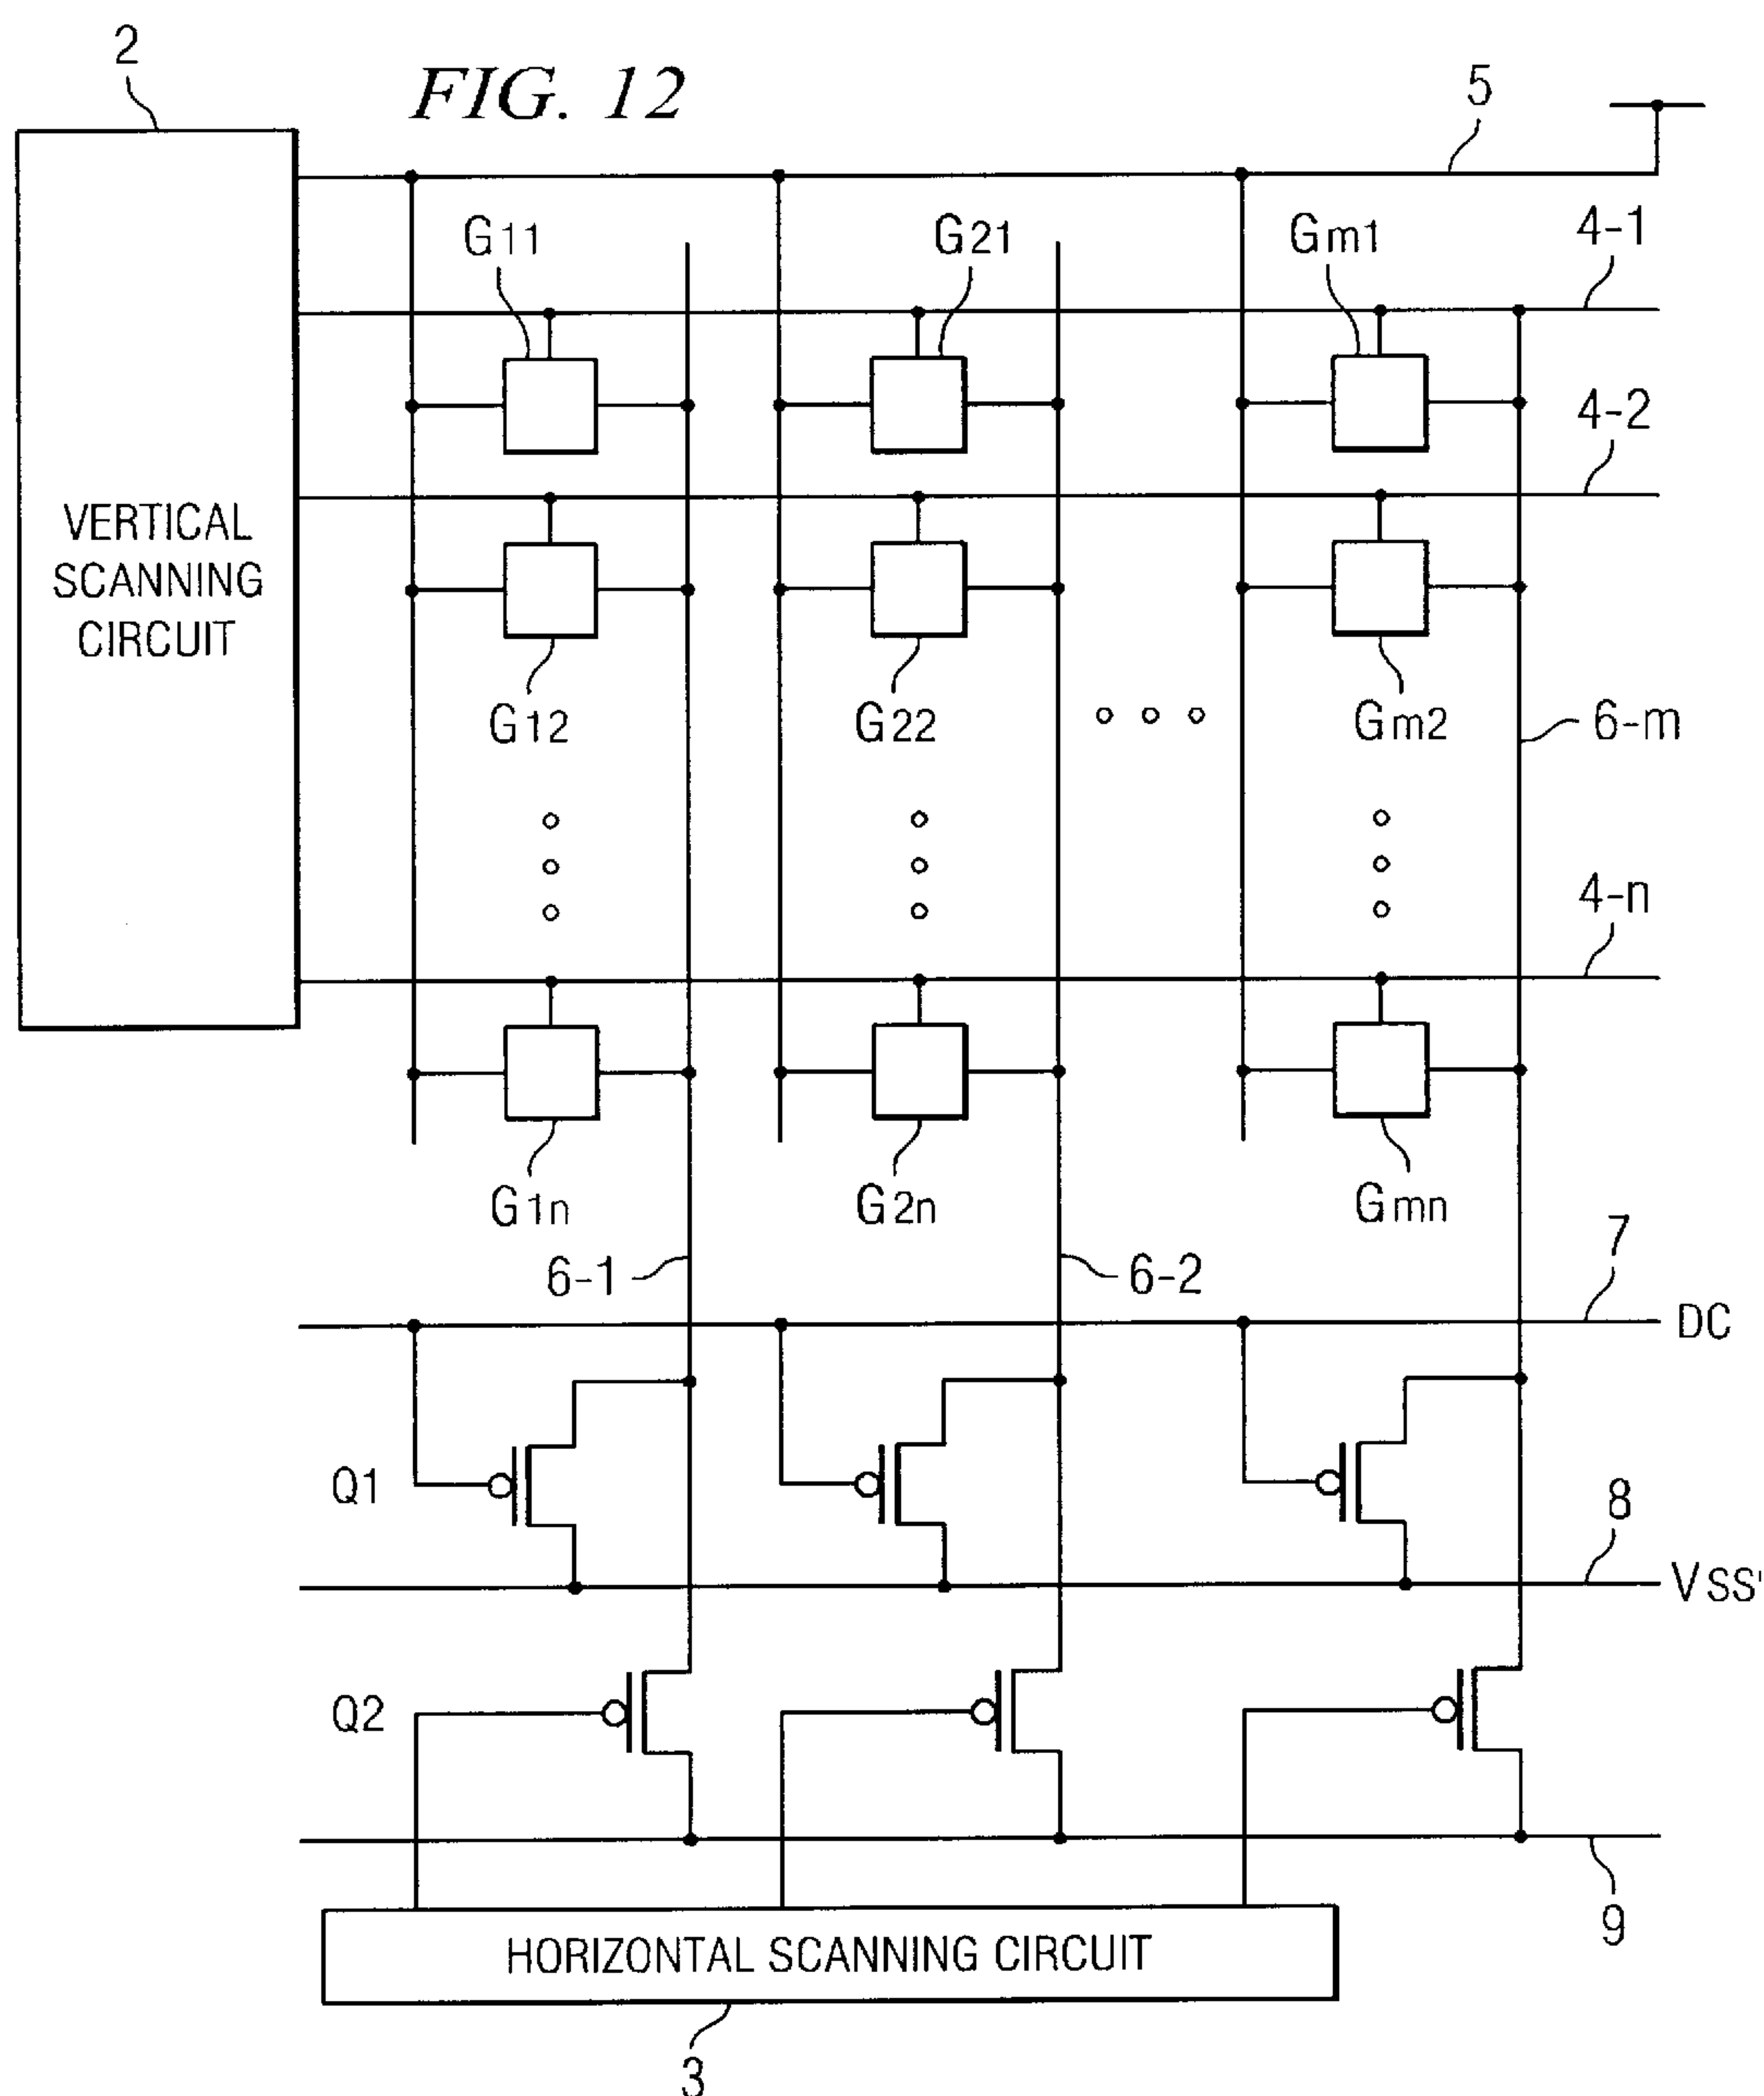 2
FIG. 12
5
G11
G21
Gm1
4-1
4-2
VERTICAL
SCANNING
CIRCUIT
G12
G22
Gm2
6-m
4-n
G1n
G2n
Gmn
6-1
6-2
7
DC
Q1
8
VSS'
Q2
HORIZONTAL SCANNING CIRCUIT
9
3